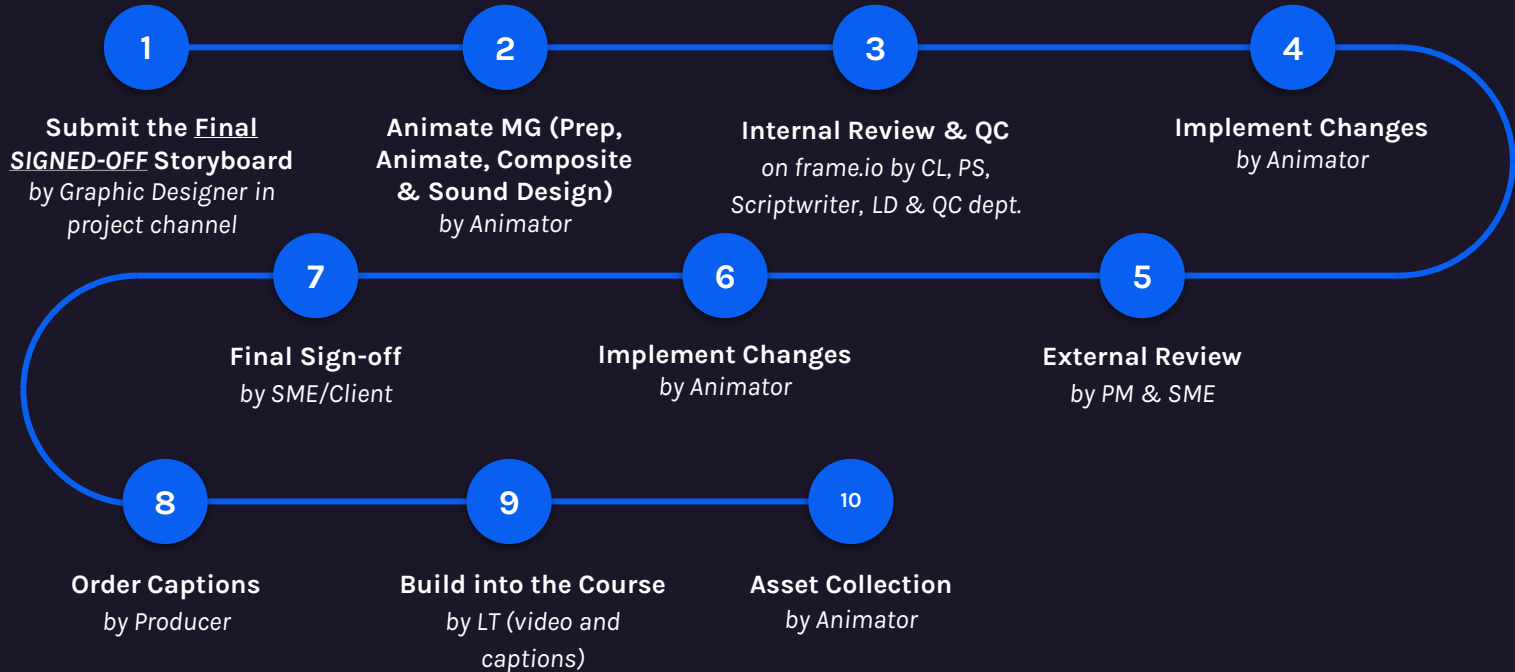 1
Submit the Final
SIGNED-OFF Storyboard
by Graphic Designer in
project channel
2
Animate MG (Prep,
Animate, Composite
& Sound Design)
by Animator
3
Internal Review & QC
on frame.io by CL, PS,
Scriptwriter, LD & QC dept.
4
Implement Changes
by Animator
5
External Review
by PM & SME
6
Implement Changes
by Animator
7
Final Sign-off
by SME/Client
8
Order Captions
by Producer
9
Build into the Course
by LT (video and
captions)
10
Asset Collection
by Animator